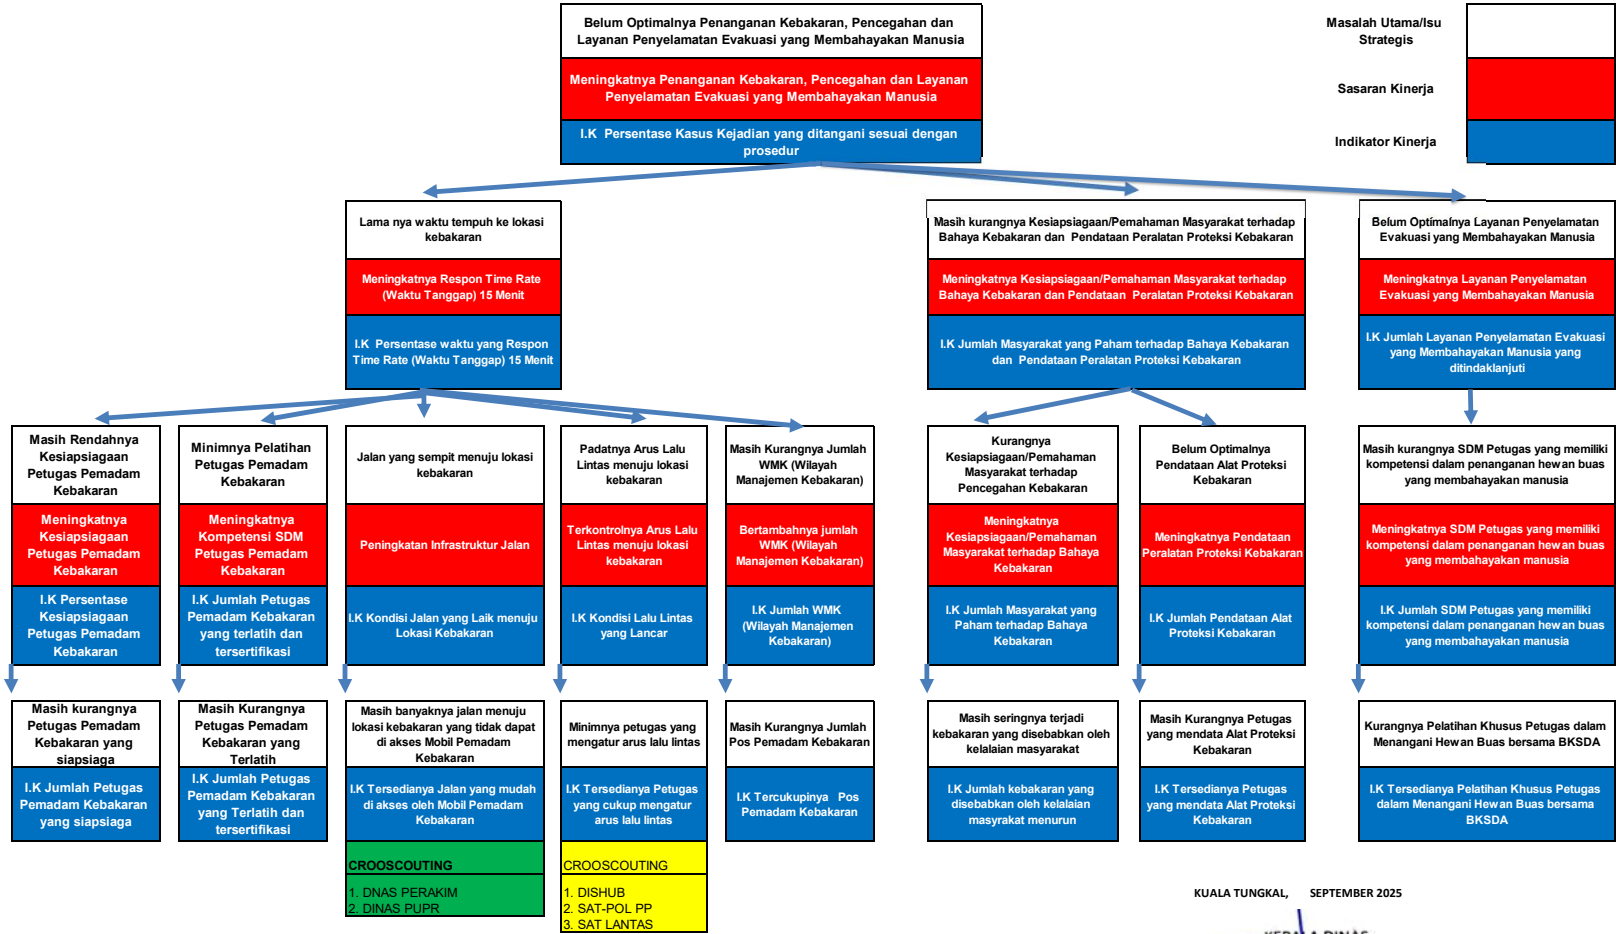 Belum Optimalnya Penanganan Kebakaran, Pencegahan dan
Layanan Penyelamatan Evakuasi yang Membahayakan Manusia
Meningkatnya Penanganan Kebakaran, Pencegahan dan Layanan
Penyelamatan Evakuasi yang Membahayakan Manusia
I.K Persentase Kasus Kejadian yang ditangani sesuai dengan
prosedur
Masalah Utama/Isu
Strategis
Sasaran Kinerja
Indikator Kinerja
Lama nya waktu tempuh ke lokasi
kebakaran
Meningkatnya Respon Time Rate
(Waktu Tanggap) 15 Menit
I.K Persentase waktu yang Respon
Time Rate (Waktu Tanggap) 15 Menit
Masih kurangnya Kesiapsiagaan/Pemahaman Masyarakat terhadap
Bahaya Kebakaran dan Pendataan Peralatan Proteksi Kebakaran
Meningkatnya Kesiapsiagaan/Pemahaman Masyarakat terhadap
Bahaya Kebakaran dan Pendataan Peralatan Proteksi Kebakaran
I.K Jumlah Masyarakat yang Paham terhadap Bahaya Kebakaran
dan Pendataan Peralatan Proteksi Kebakaran
Belum Optimalnya Layanan Penyelamatan
Evakuasi yang Membahayakan Manusia
Meningkatnya Layanan Penyelamatan
Evakuasi yang Membahayakan Manusia
I.K Jumlah Layanan Penyelamatan Evakuasi
yang Membahayakan Manusia yang
ditindaklanjuti
Masih Rendahnya
Kesiapsiagaan
Petugas Pemadam
Kebakaran
Meningkatnya
Kesiapsiagaan
Petugas Pemadam
Kebakaran
I.K Persentase
Kesiapsiagaan
Petugas Pemadam
Kebakaran
Minimnya Pelatihan
Petugas Pemadam
Kebakaran
Meningkatnya
Kompetensi SDM
Petugas Pemadam
Kebakaran
I.K Jumlah Petugas
Pemadam Kebakaran
yang terlatih dan
tersertifikasi
Jalan yang sempit menuju lokasi
kebakaran
Peningkatan Infrastruktur Jalan
I.K Kondisi Jalan yang Laik menuju
Lokasi Kebakaran
Padatnya Arus Lalu
Lintas menuju lokasi
kebakaran
Terkontrolnya Arus Lalu
Lintas menuju lokasi
kebakaran
I.K Kondisi Lalu Lintas
yang Lancar
Masih Kurangnya Jumlah
WMK (Wilayah
Manajemen Kebakaran)
Bertambahnya jumlah
WMK (Wilayah
Manajemen Kebakaran)
I.K Jumlah WMK
(Wilayah Manajemen
Kebakaran)
Kurangnya
Kesiapsiagaan/Pemahaman
Masyarakat terhadap
Pencegahan Kebakaran
Meningkatnya
Kesiapsiagaan/Pemahaman
Masyarakat terhadap Bahaya
Kebakaran
I.K Jumlah Masyarakat yang
Paham terhadap Bahaya
Kebakaran
Belum Optimalnya
Pendataan Alat Proteksi
Kebakaran
Meningkatnya Pendataan
Peralatan Proteksi Kebakaran
I.K Jumlah Pendataan Alat
Proteksi Kebakaran
Masih kurangnya SDM Petugas yang memiliki
kompetensi dalam penanganan hewan buas
yang membahayakan manusia
Meningkatnya SDM Petugas yang memiliki
kompetensi dalam penanganan hewan buas
yang membahayakan manusia
I.K Jumlah SDM Petugas yang memiliki
kompetensi dalam penanganan hewan buas
yang membahayakan manusia
Masih kurangnya
Petugas Pemadam
Kebakaran yang
siapsiaga
I.K Jumlah Petugas
Pemadam Kebakaran
yang siapsiaga
Masih Kurangnya
Petugas Pemadam
Kebakaran yang
Terlatih
I.K Jumlah Petugas
Pemadam Kebakaran
yang Terlatih dan
tersertifikasi
Masih banyaknya jalan menuju
lokasi kebakaran yang tidak dapat
di akses Mobil Pemadam
Kebakaran
I.K Tersedianya Jalan yang mudah
di akses oleh Mobil Pemadam
Kebakaran
CROOSCOUTING
1. DNAS PERAKIM
2. DINAS PUPR
Minimnya petugas yang
mengatur arus lalu lintas
I.K Tersedianya Petugas
yang cukup mengatur
arus lalu lintas
CROOSCOUTING
1. DISHUB
2. SAT-POL PP
3. SAT LANTAS
Masih Kurangnya Jumlah
Pos Pemadam Kebakaran
I.K Tercukupinya Pos
Pemadam Kebakaran
Masih seringnya terjadi
kebakaran yang disebabkan oleh
kelalaian masyarakat
I.K Jumlah kebakaran yang
disebabkan oleh kelalaian
masyrakat menurun
Masih Kurangnya Petugas
yang mendata Alat Proteksi
Kebakaran
I.K Tersedianya Petugas
yang mendata Alat Proteksi
Kebakaran
Kurangnya Pelatihan Khusus Petugas dalam
Menangani Hewan Buas bersama BKSDA
I.K Tersedianya Pelatihan Khusus Petugas
dalam Menangani Hewan Buas bersama
BKSDA
KUALA TUNGKAL, SEPTEMBER 2025
KEPALA DINAS